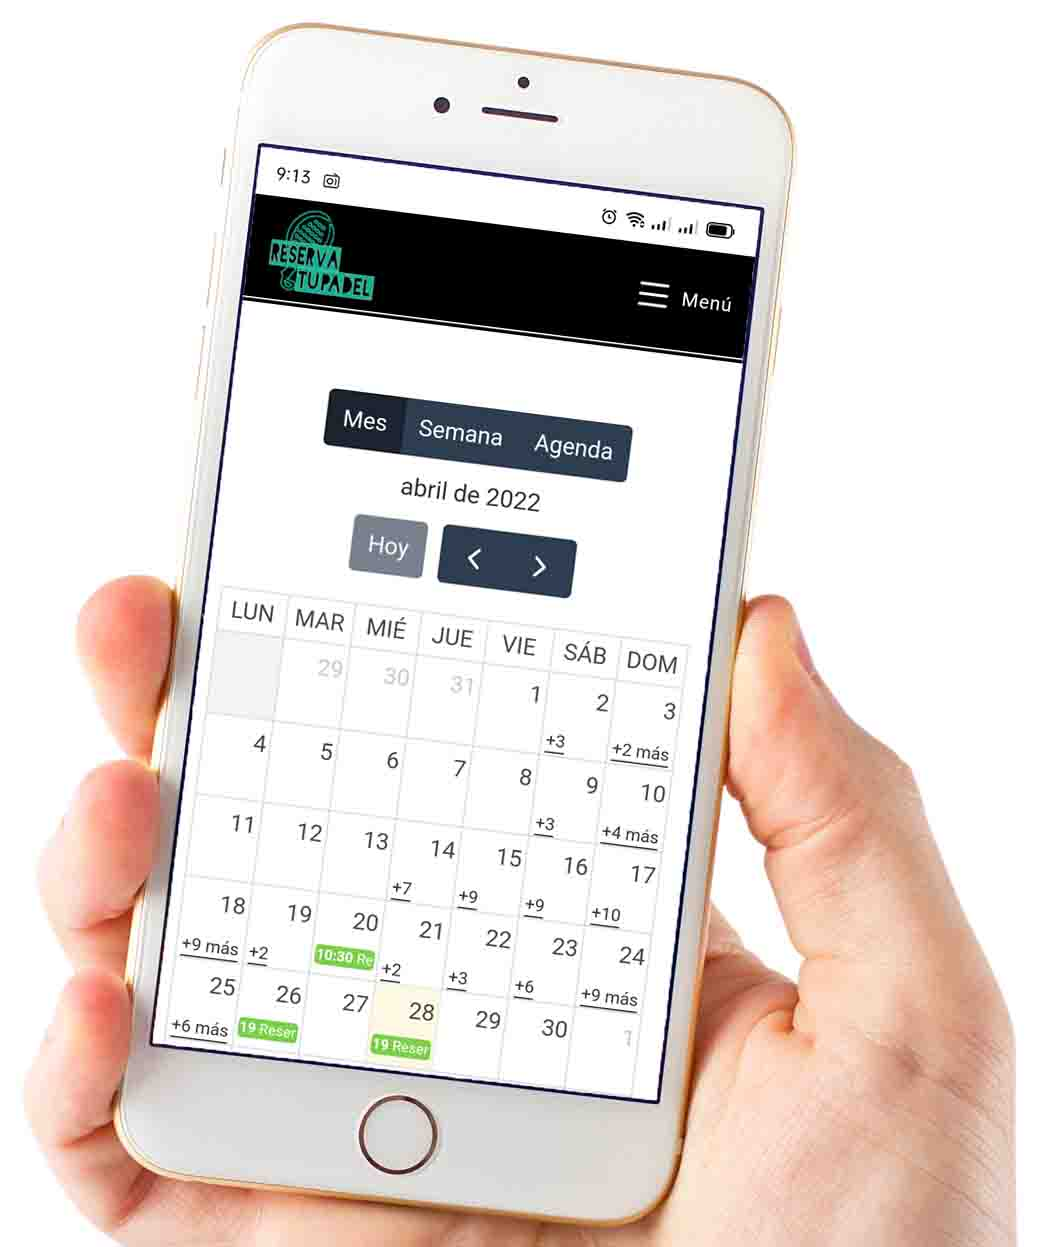 9:13
RESERVA
TUPADEL
Menú
Mes Semana Agenda
abril de 2022
Hoy
LUN MAR MIÉ JUE VIE SÁB DOM
29 30 31 1 2 3
+3 +2 más
4 5 6 7 8 9 10
+3 +4 más
11 12 13 14 15 16 17
+7 +9 +9 +10
18 19 20 21 22 23 24
+9 más +2 10:30 Re +2 +3 +6 +9 más
25 26 27 28 29 30 1
+6 más 19 Reser 19 Reser